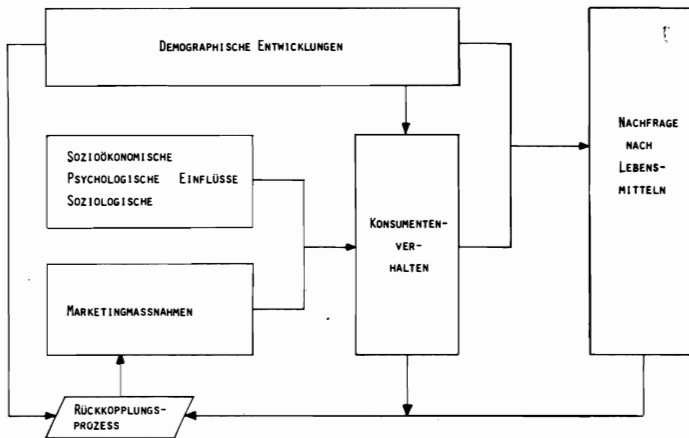 DEMOGRAPHISCHE ENTWICKLUNGEN
NACHFRAGE
NACH
LEBENS-
MITTELN
SOZIOÖKONOMISCHE
PSYCHOLOGISCHE EINFLÜSSE
SOZIOLOGISCHE
KONSUMENTEN-
VER-
HALTEN
MARKETINGMASSNAHMEN
RÜCKKOPPLUNGS-
PROZESS